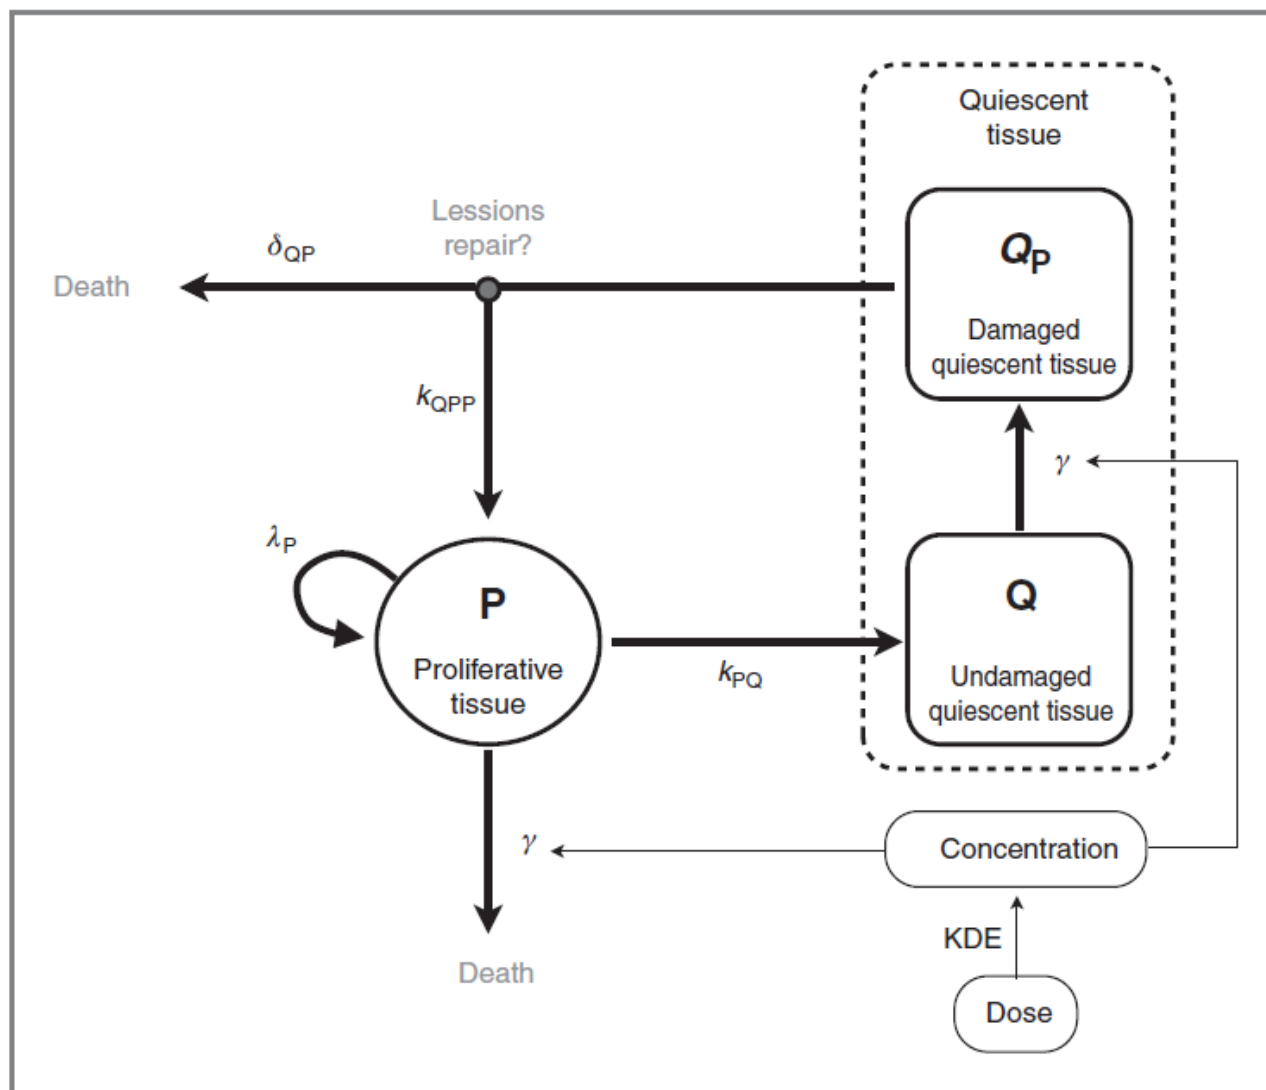 Quiescent
tissue
Lessions
repair?
δQP
Death
QP
Damaged
quiescent tissue
kQPP
γ
λP
P
Proliferative
tissue
kPQ
Q
Undamaged
quiescent tissue
γ
Concentration
KDE
Death
Dose